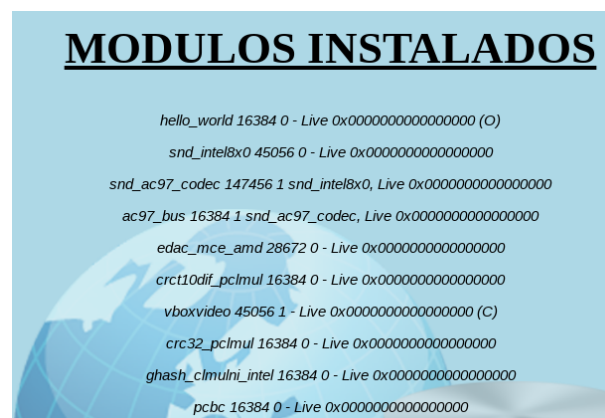 MODULOS INSTALADOS
hello_world 16384 0 - Live 0x0000000000000000 (O)
snd_intel8x0 45056 0 - Live 0x0000000000000000
snd_ac97_codec 147456 1 snd_intel8x0, Live 0x0000000000000000
ac97_bus 16384 1 snd_ac97_codec, Live 0x0000000000000000
edac_mce_amd 28672 0 - Live 0x0000000000000000
crct10dif_pclmul 16384 0 - Live 0x0000000000000000
vboxvideo 45056 1 - Live 0x0000000000000000 (C)
crc32_pclmul 16384 0 - Live 0x0000000000000000
ghash_clmulni_intel 16384 0 - Live 0x0000000000000000
pcbc 16384 0 - Live 0x0000000000000000